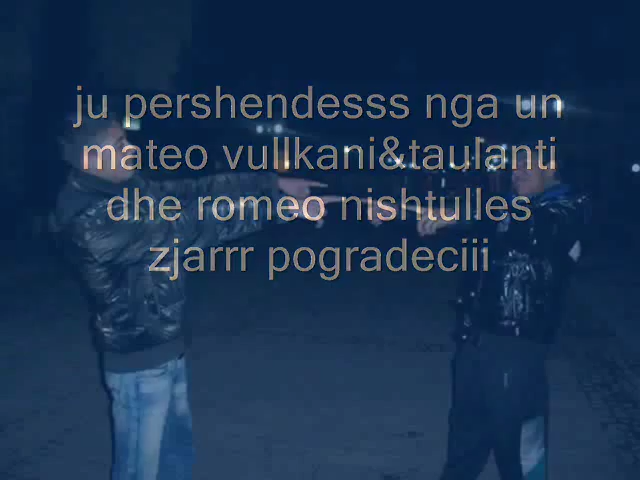 ju pershendesss nga un
mateo vullkani&taulanti
dhe romeo nishtulles
zjarrr pogradeciii